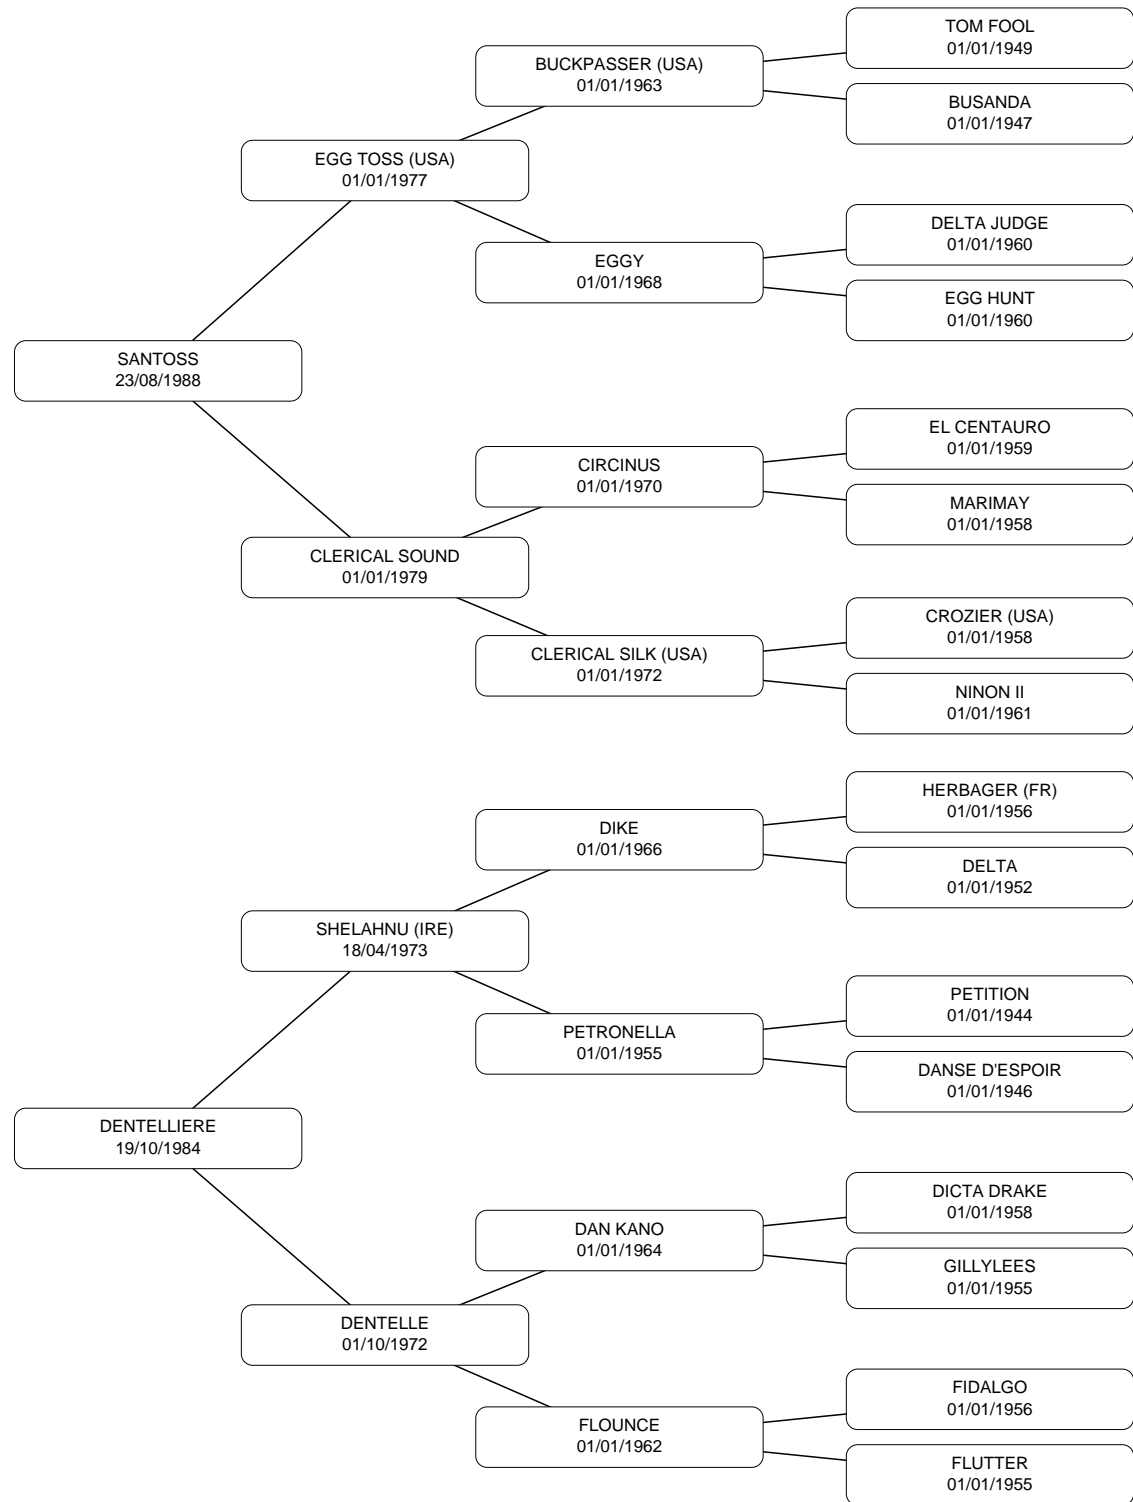 TOM FOOL
01/01/1949
BUCKPASSER (USA)
01/01/1963
BUSANDA
01/01/1947
EGG TOSS (USA)
01/01/1977
DELTA JUDGE
01/01/1960
EGGY
01/01/1968
EGG HUNT
01/01/1960
SANTOSS
23/08/1988
EL CENTAURO
01/01/1959
CIRCINUS
01/01/1970
MARIMAY
01/01/1958
CLERICAL SOUND
01/01/1979
CROZIER (USA)
01/01/1958
CLERICAL SILK (USA)
01/01/1972
NINON II
01/01/1961
HERBAGER (FR)
01/01/1956
DIKE
01/01/1966
DELTA
01/01/1952
SHELAHNU (IRE)
18/04/1973
PETITION
01/01/1944
PETRONELLA
01/01/1955
DANSE D'ESPOIR
01/01/1946
DENTELLIERE
19/10/1984
DICTA DRAKE
01/01/1958
DAN KANO
01/01/1964
GILLYLEES
01/01/1955
DENTELLE
01/10/1972
FIDALGO
01/01/1956
FLOUNCE
01/01/1962
FLUTTER
01/01/1955